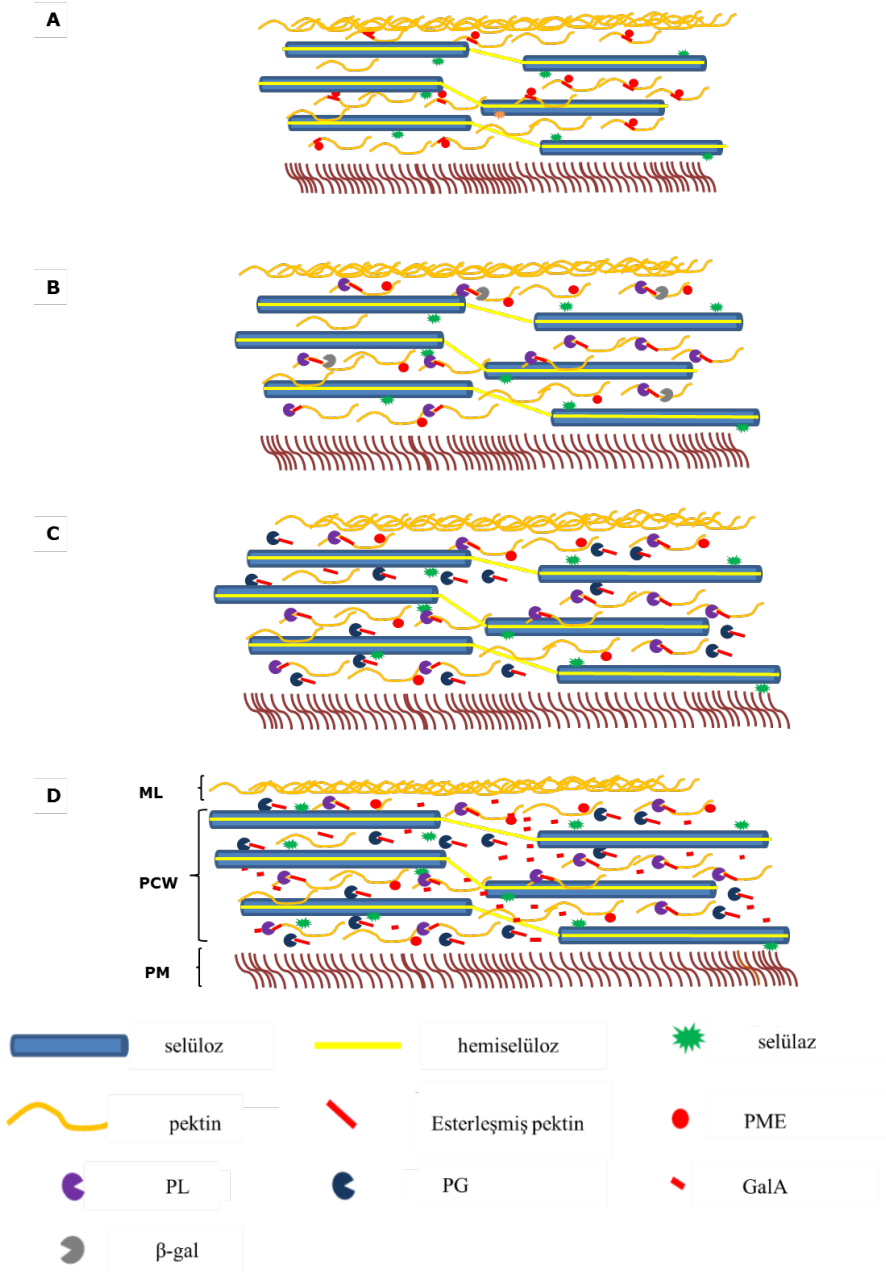 A
B
C
D
ML
PCW
PM
selüloz
hemiselüloz
selülaz
pektin
Esterleşmiş pektin
PME
PL
PG
GalA
β-gal